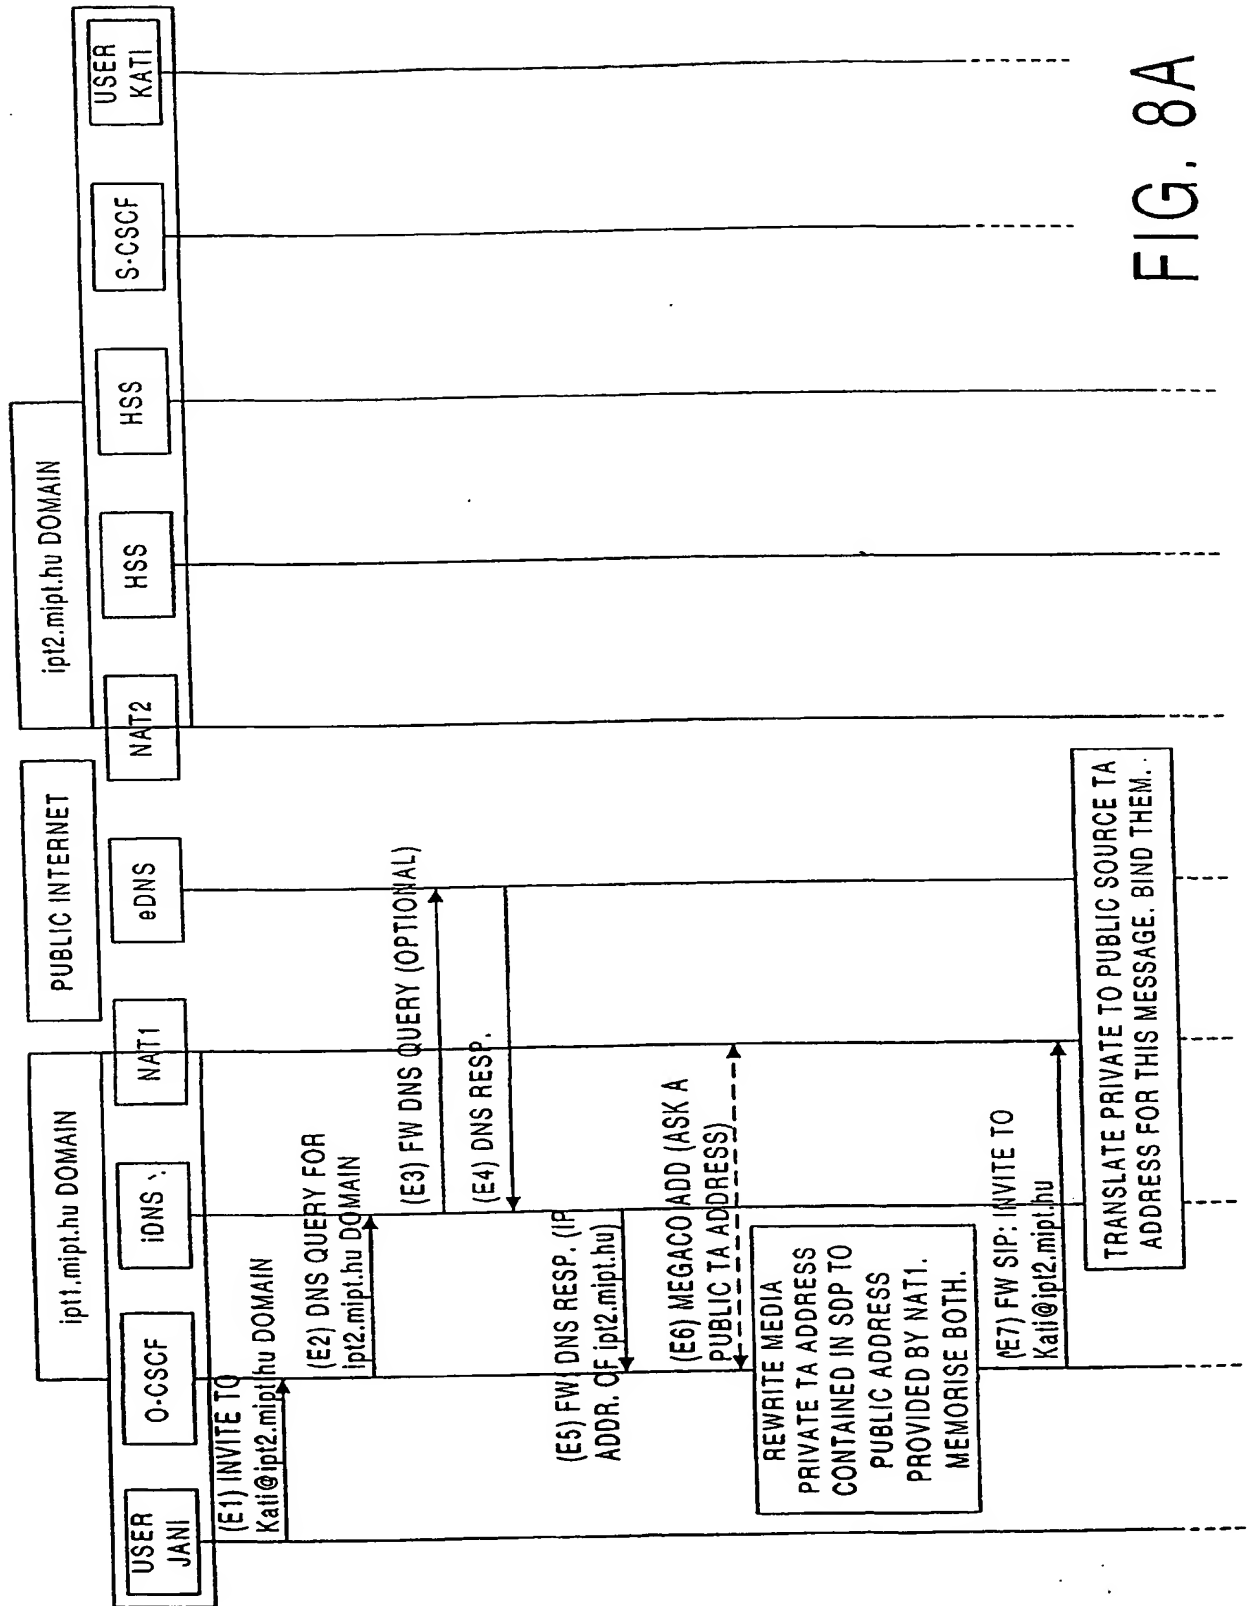 ipt1.mipt.hu DOMAIN
PUBLIC INTERNET
ipt2.mipt.hu DOMAIN
USER
JANI
O-CSCF
iDNS
NAT1
eDNS
NAT2
HSS
HSS
S-CSCF
USER
KATI
(E1) INVITE TO
Kati@ipt2.mipt.hu DOMAIN
(E2) DNS QUERY FOR
ipt2.mipt.hu DOMAIN
(E3) FW DNS QUERY (OPTIONAL)
(E4) DNS RESP.
(E5) FW DNS RESP. (IP
ADDR. OF ipt2.mipt.hu)
(E6) MEGACO ADD (ASK A
PUBLIC TA ADDRESS)
REWRITE MEDIA
PRIVATE TA ADDRESS
CONTAINED IN SDP TO
PUBLIC ADDRESS
PROVIDED BY NAT1.
MEMORISE BOTH.
(E7) FW SIP: INVITE TO
Kati@ipt2.mipt.hu
TRANSLATE PRIVATE TO PUBLIC SOURCE TA
ADDRESS FOR THIS MESSAGE. BIND THEM.
FIG. 8A